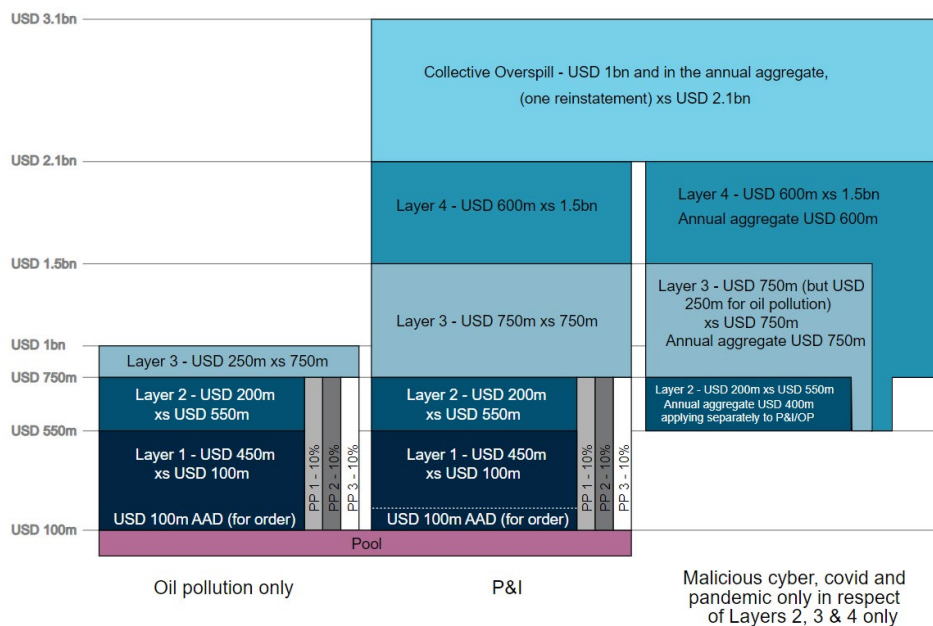 USD 3.1bn
Collective Overspill - USD 1bn and in the annual aggregate,
(one reinstatement) xs USD 2.1bn
USD 2.1bn
Layer 4 - USD 600m xs 1.5bn
Layer 4 - USD 600m xs 1.5bn
Annual aggregate USD 600m
USD 1.5bn
Layer 3 - USD 750m xs 750m
Layer 3 - USD 750m (but USD
250m for oil pollution)
xs USD 750m
Annual aggregate USD 750m
USD 1bn
Layer 3 - USD 250m xs 750m
USD 750m
Layer 2 - USD 200m
xs USD 550m
Layer 2 - USD 200m
xs USD 550m
Layer 2 - USD 200m xs USD 550m
Annual aggregate USD 400m
applying separately to P&I/OP
USD 550m
Layer 1 - USD 450m
xs USD 100m
USD 100m AAD (for order)
PP 1 - 10%
PP 2 - 10%
PP 3 - 10%
Layer 1 - USD 450m
xs USD 100m
USD 100m AAD (for order)
PP 1 - 10%
PP 2 - 10%
PP 3 - 10%
USD 100m
Pool
Oil pollution only
P&I
Malicious cyber, covid and
pandemic only in respect
of Layers 2, 3 & 4 only